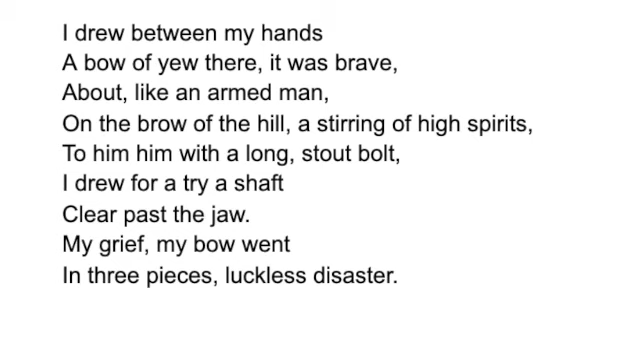 I drew between my hands
A bow of yew there, it was brave,
About, like an armed man,
On the brow of the hill, a stirring of high spirits,
To him him with a long, stout bolt,
I drew for a try a shaft
Clear past the jaw.
My grief, my bow went
In three pieces, luckless disaster.